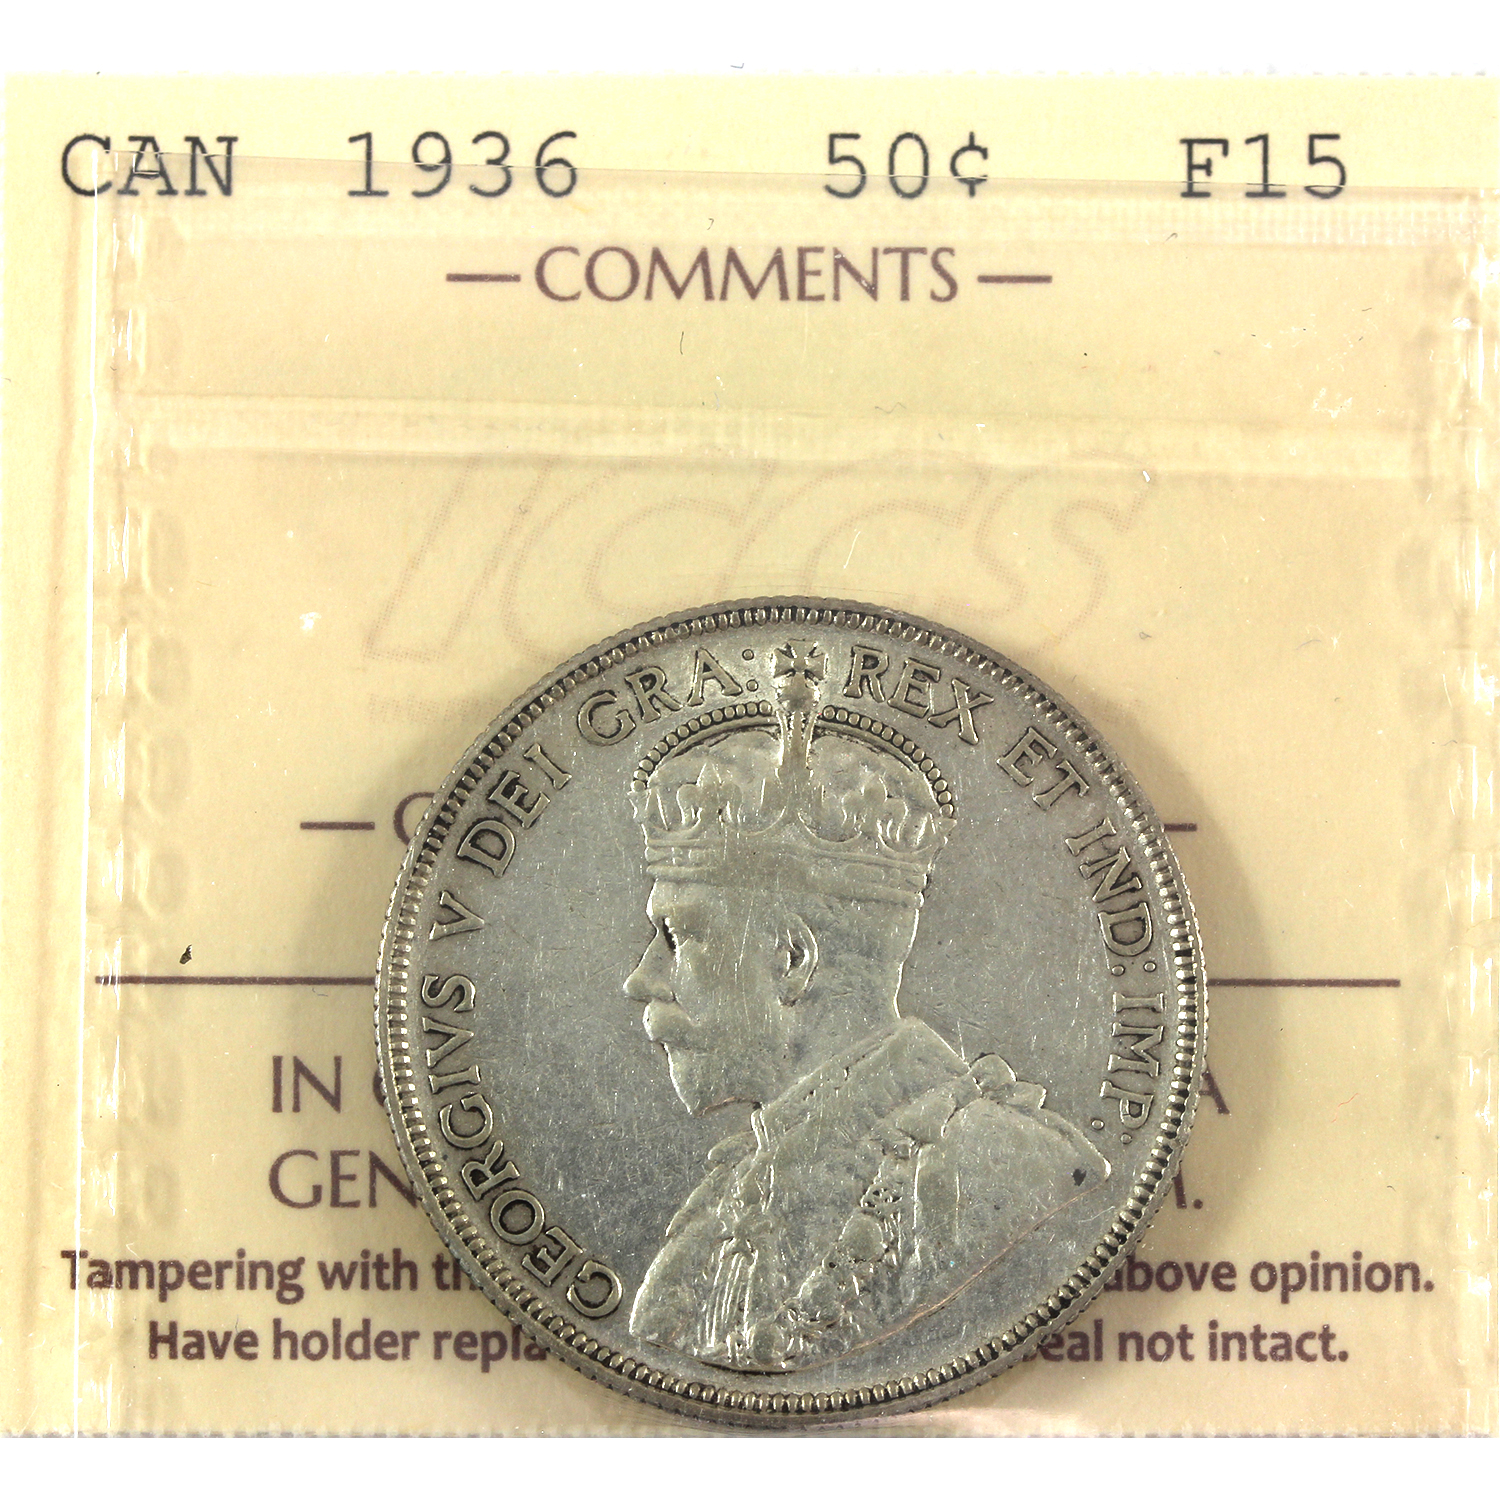 CAN 1936 50¢ F15
— COMMENTS —
ICCS
GEORGIVS V DEI GRA: REX ET IND: IMP:
IN
GEN
Tampering with th above opinion.
Have holder repla eal not intact.